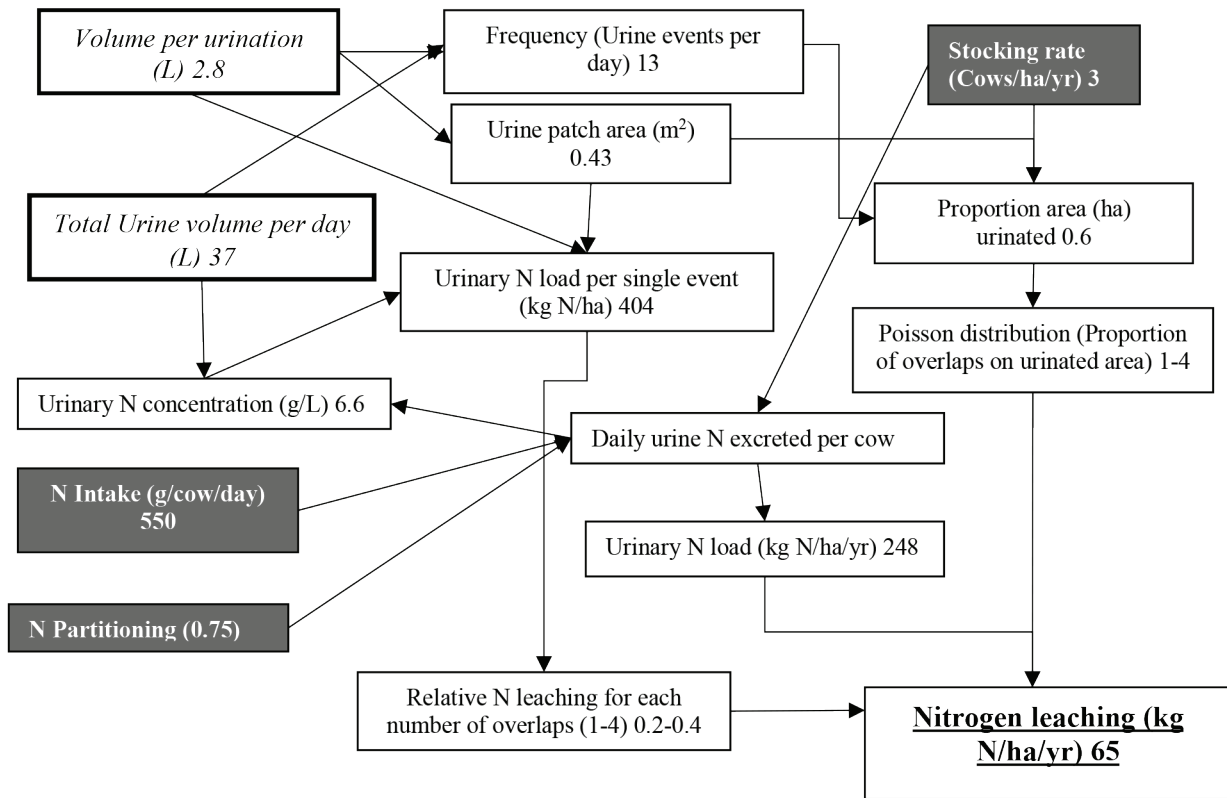 Volume per urination
(L) 2.8
Frequency (Urine events per
day) 13
Stocking rate
(Cows/ha/yr) 3
Urine patch area (m²)
0.43
Total Urine volume per day
(L) 37
Proportion area (ha)
urinated 0.6
Urinary N load per single event
(kg N/ha) 404
Poisson distribution (Proportion
of overlaps on urinated area) 1-4
Urinary N concentration (g/L) 6.6
Daily urine N excreted per cow
N Intake (g/cow/day)
550
Urinary N load (kg N/ha/yr) 248
N Partitioning (0.75)
Relative N leaching for each
number of overlaps (1-4) 0.2-0.4
Nitrogen leaching (kg
N/ha/yr) 65